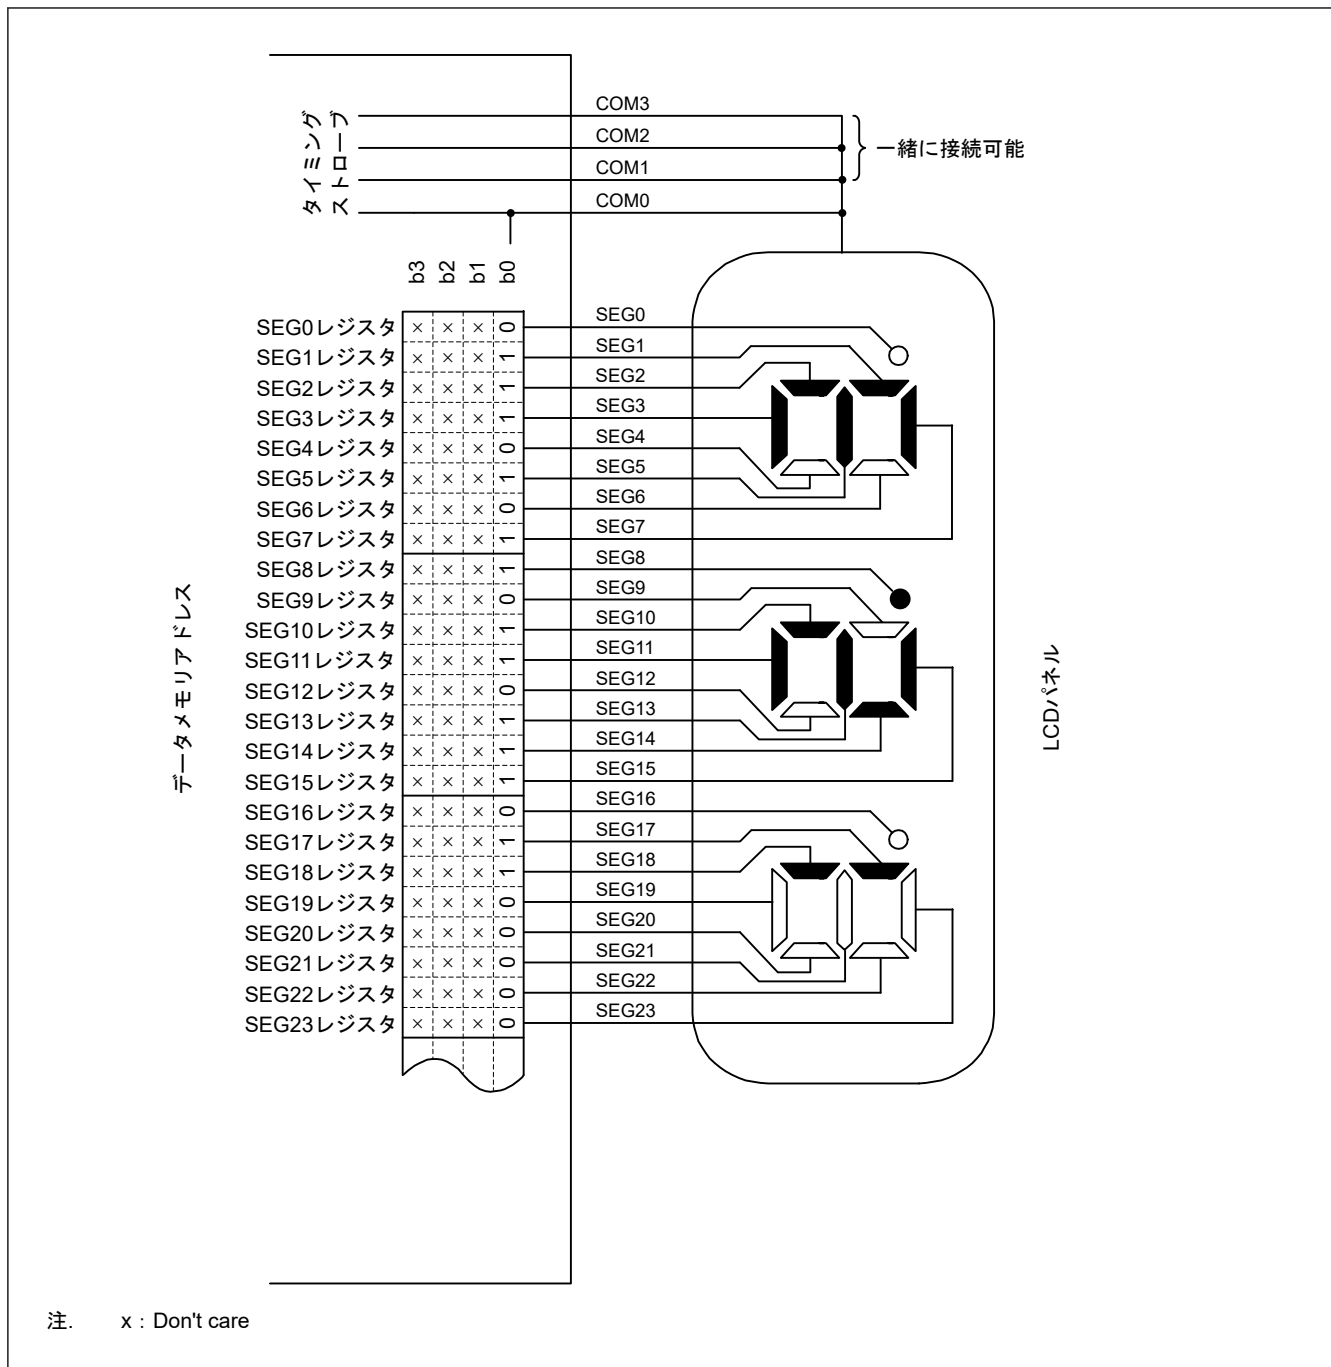 タイミング
ストローブ
COM3
COM2
COM1
COM0
一緒に接続可能
b3 b2 b1 b0
データメモリアドレス
SEG0レジスタ × × × 0 SEG0
SEG1レジスタ × × × 1 SEG1
SEG2レジスタ × × × 1 SEG2
SEG3レジスタ × × × 1 SEG3
SEG4レジスタ × × × 0 SEG4
SEG5レジスタ × × × 1 SEG5
SEG6レジスタ × × × 0 SEG6
SEG7レジスタ × × × 1 SEG7
SEG8レジスタ × × × 1 SEG8
SEG9レジスタ × × × 0 SEG9
SEG10レジスタ × × × 1 SEG10
SEG11レジスタ × × × 1 SEG11
SEG12レジスタ × × × 0 SEG12
SEG13レジスタ × × × 1 SEG13
SEG14レジスタ × × × 1 SEG14
SEG15レジスタ × × × 1 SEG15
SEG16レジスタ × × × 0 SEG16
SEG17レジスタ × × × 1 SEG17
SEG18レジスタ × × × 1 SEG18
SEG19レジスタ × × × 0 SEG19
SEG20レジスタ × × × 0 SEG20
SEG21レジスタ × × × 0 SEG21
SEG22レジスタ × × × 0 SEG22
SEG23レジスタ × × × 0 SEG23
LCDパネル
注. x : Don't care